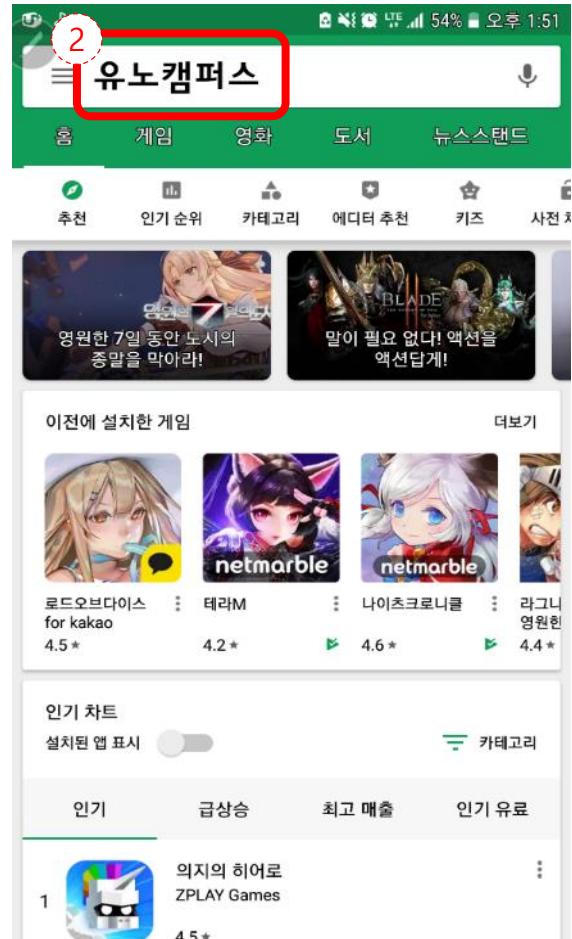 54% 오후 1:51
2
유노캠퍼스
홈 게임 영화 도서 뉴스스탠드
추천 인기 순위 카테고리 에디터 추천 키즈 사전
영원한 7일 동안 도시의
종말을 막아라!
BLADE
말이 필요 없다! 액션을
액션답게!
이전에 설치한 게임 더보기
netmarble netmarble
로드오브다이스 테라M 나이츠크로니클 라그나
for kakao 영원한
4.5 4.2 4.6 4.4
인기 차트
설치된 앱 표시 카테고리
인기 급상승 최고 매출 인기 유료
의지의 히어로
1 ZPLAY Games
4.5